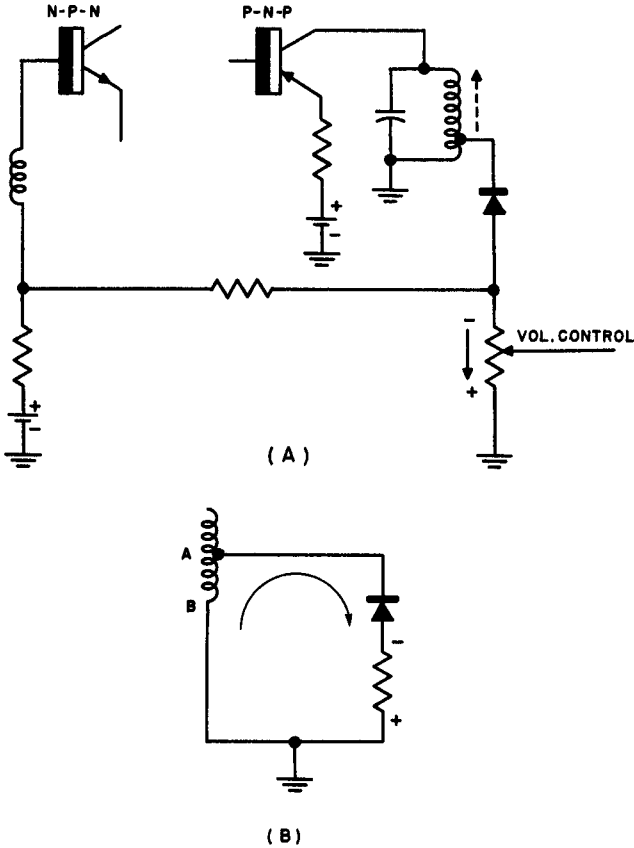 N-P-N
P-N-P
+
-
-
VOL. CONTROL
+
+
-
(A)
A
B
-
+
(B)